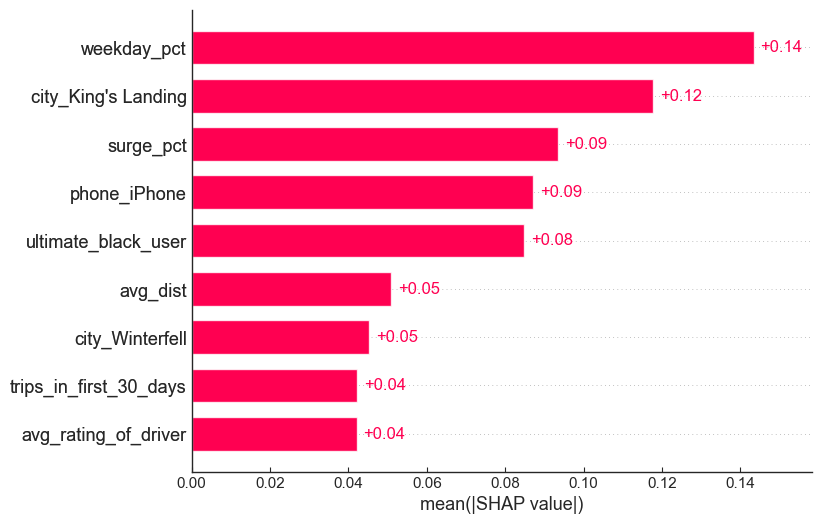 weekday_pct +0.14
city_King's Landing +0.12
surge_pct +0.09
phone_iPhone +0.09
ultimate_black_user +0.08
avg_dist +0.05
city_Winterfell +0.05
trips_in_first_30_days +0.04
avg_rating_of_driver +0.04
0.00 0.02 0.04 0.06 0.08 0.10 0.12 0.14
mean(|SHAP value|)